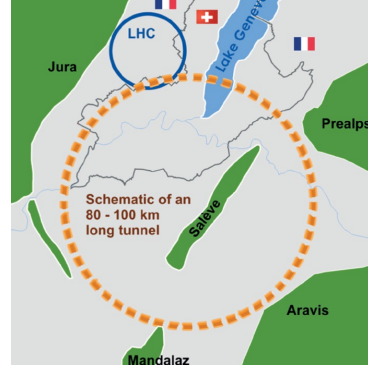 LHC
Lake Geneva
Jura
Prealps
Schematic of an
80 - 100 km
long tunnel
Salève
Aravis
Mandalaz